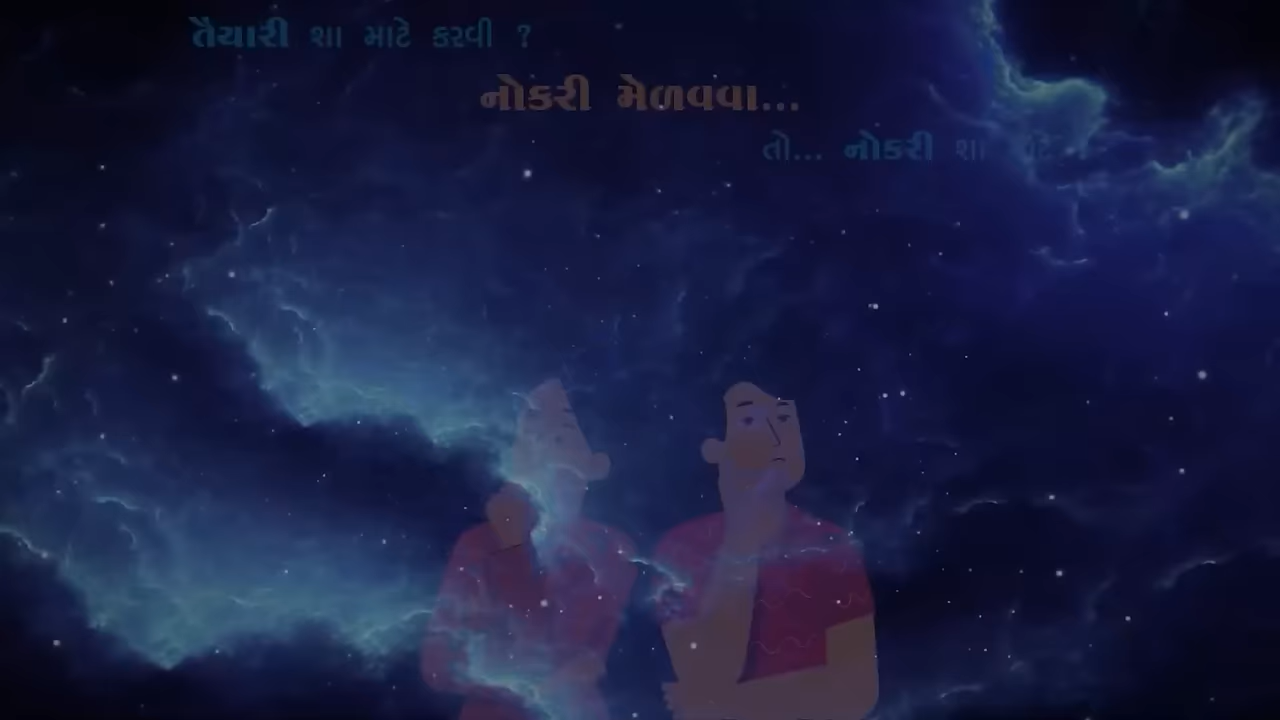 તૈયારી શા માટે કરવી ?
નોકરી મેળવવા...
તો... નોકરી શા માટે ?